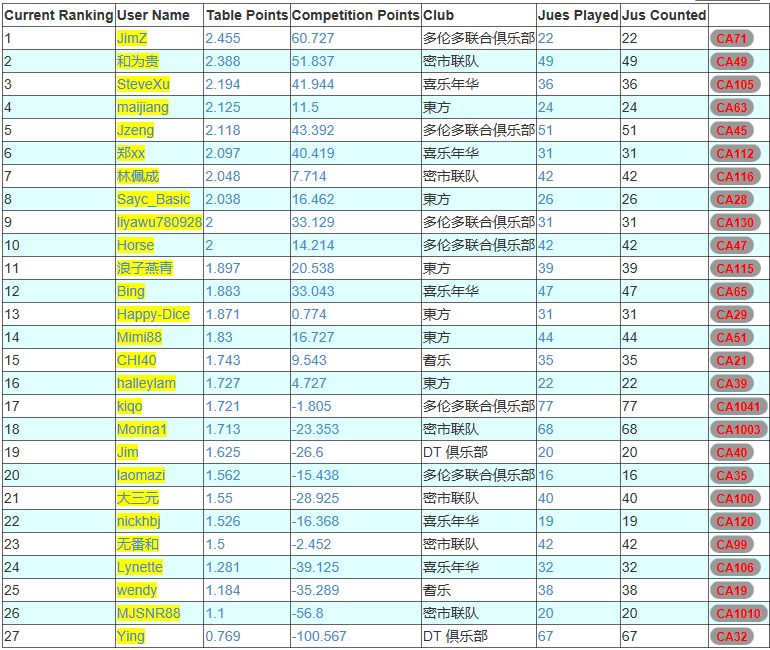 Current Ranking User Name Table Points Competition Points Club Jues Played Jus Counted
1 JimZ 2.455 60.727 多伦多联合俱乐部 22 22 CA71
2 和为贵 2.388 51.837 密市联队 49 49 CA49
3 SteveXu 2.194 41.944 喜乐年华 36 36 CA105
4 maijiang 2.125 11.5 東方 24 24 CA63
5 Jzeng 2.118 43.392 多伦多联合俱乐部 51 51 CA45
6 郑xx 2.097 40.419 喜乐年华 31 31 CA112
7 林佩成 2.048 7.714 密市联队 42 42 CA116
8 Sayc_Basic 2.038 16.462 東方 26 26 CA28
9 liyawu780928 2 33.129 多伦多联合俱乐部 31 31 CA130
10 Horse 2 14.214 多伦多联合俱乐部 42 42 CA47
11 浪子燕青 1.897 20.538 東方 39 39 CA115
12 Bing 1.883 33.043 喜乐年华 47 47 CA65
13 Happy-Dice 1.871 0.774 東方 31 31 CA29
14 Mimi88 1.83 16.727 東方 44 44 CA51
15 CHI40 1.743 9.543 耆乐 35 35 CA21
16 halleylam 1.727 4.727 東方 22 22 CA39
17 kiqo 1.721 -1.805 多伦多联合俱乐部 77 77 CA1041
18 Morina1 1.713 -23.353 密市联队 68 68 CA1003
19 Jim 1.625 -26.6 DT 俱乐部 20 20 CA40
20 laomazi 1.562 -15.438 多伦多联合俱乐部 16 16 CA35
21 大三元 1.55 -28.925 密市联队 40 40 CA100
22 nickhbj 1.526 -16.368 喜乐年华 19 19 CA120
23 无番和 1.5 -2.452 密市联队 42 42 CA99
24 Lynette 1.281 -39.125 喜乐年华 32 32 CA106
25 wendy 1.184 -35.289 耆乐 38 38 CA19
26 MJSNR88 1.1 -56.8 密市联队 20 20 CA1010
27 Ying 0.769 -100.567 DT 俱乐部 67 67 CA32